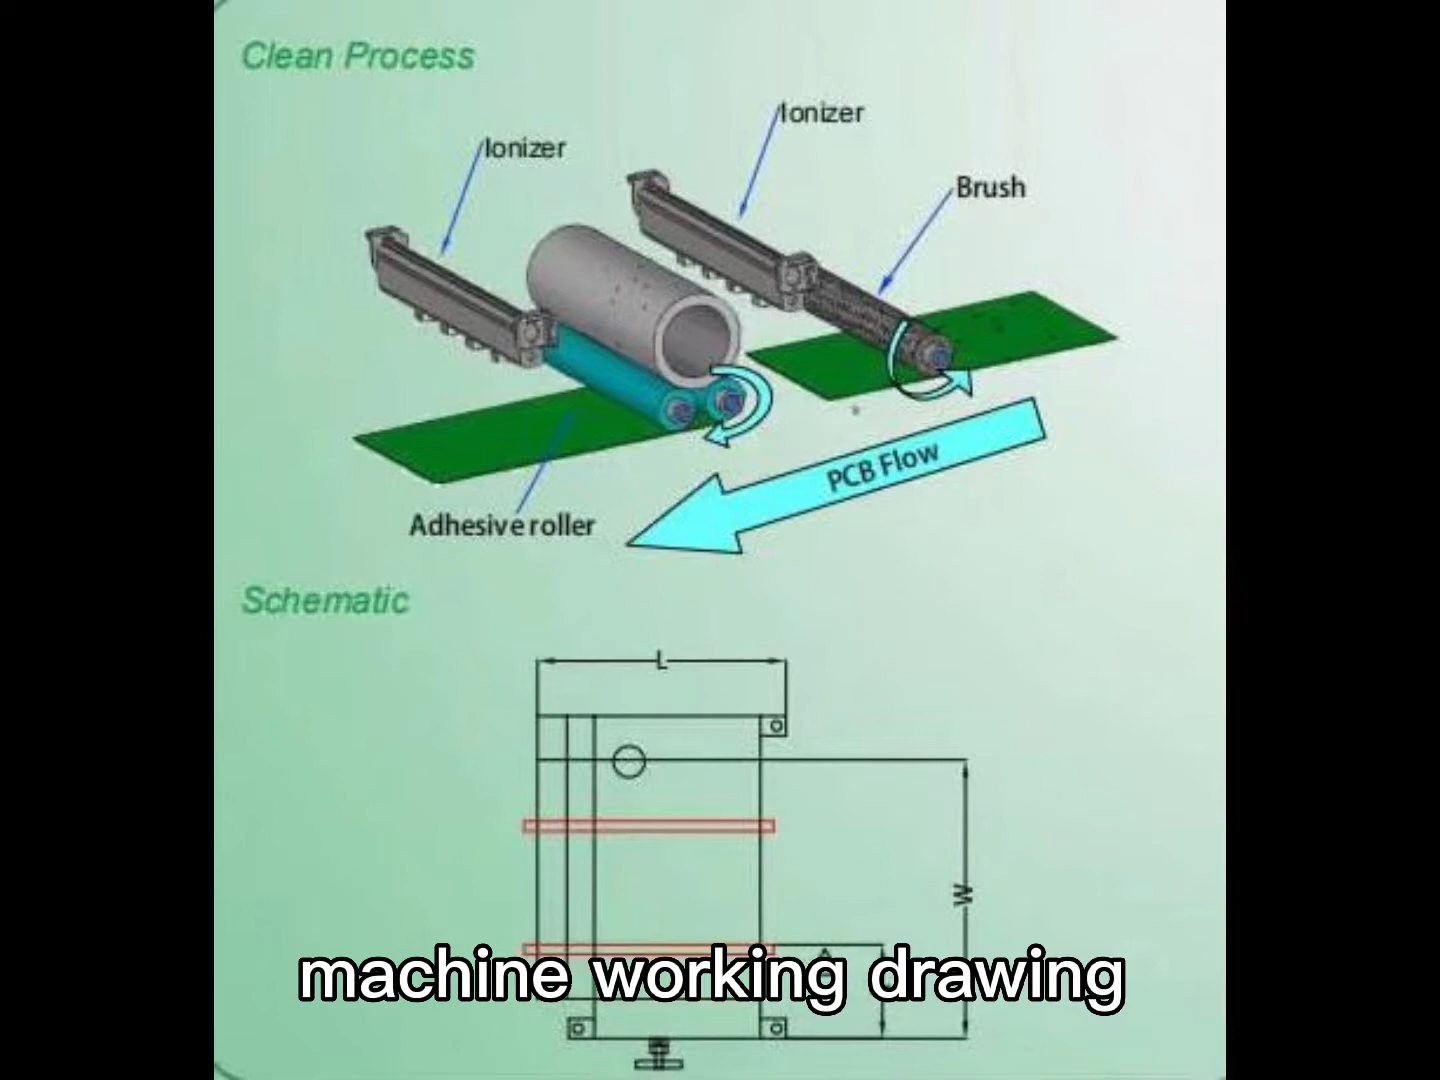 Clean Process
Ionizer
Ionizer
Brush
PCB Flow
Adhesive roller
Schematic
L
W
machine working drawing